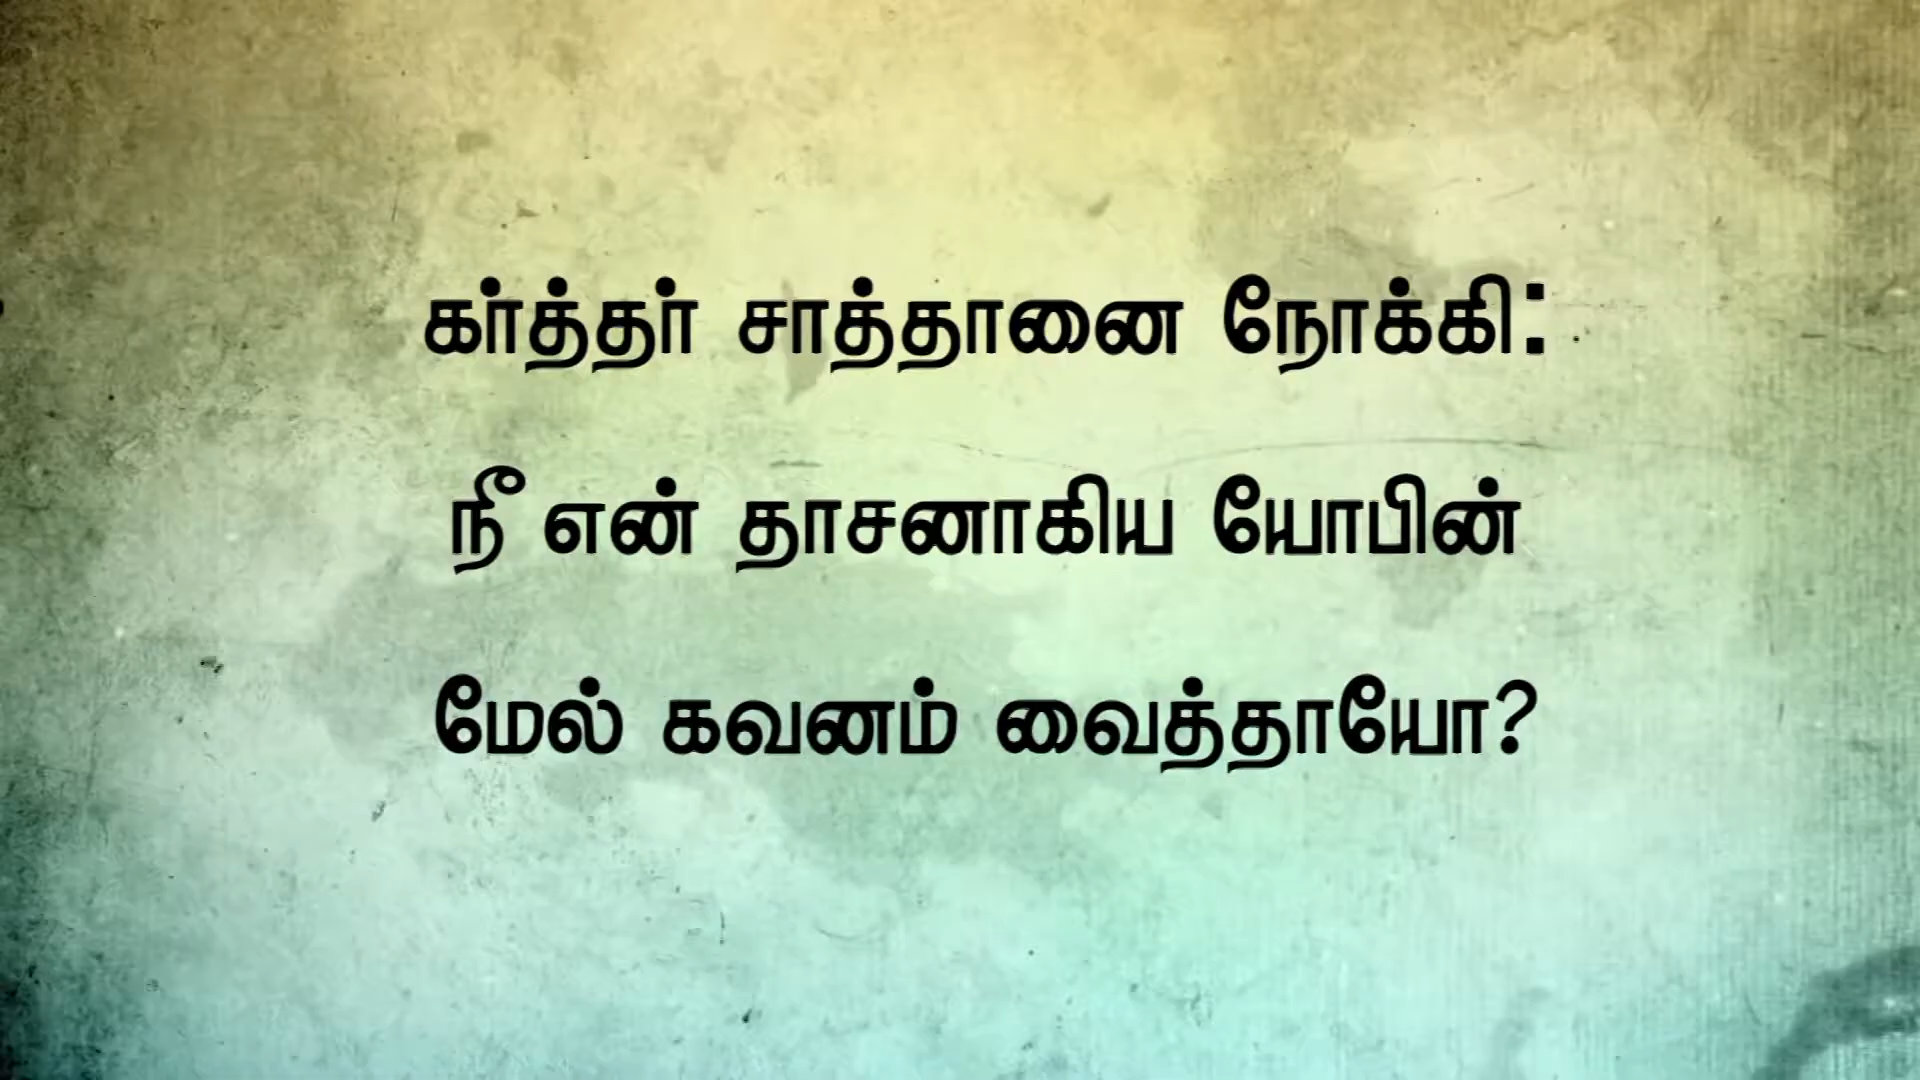 கர்த்தர் சாத்தானை நோக்கி:
நீ என் தாசனாகிய யோபின்
மேல் கவனம் வைத்தாயோ?